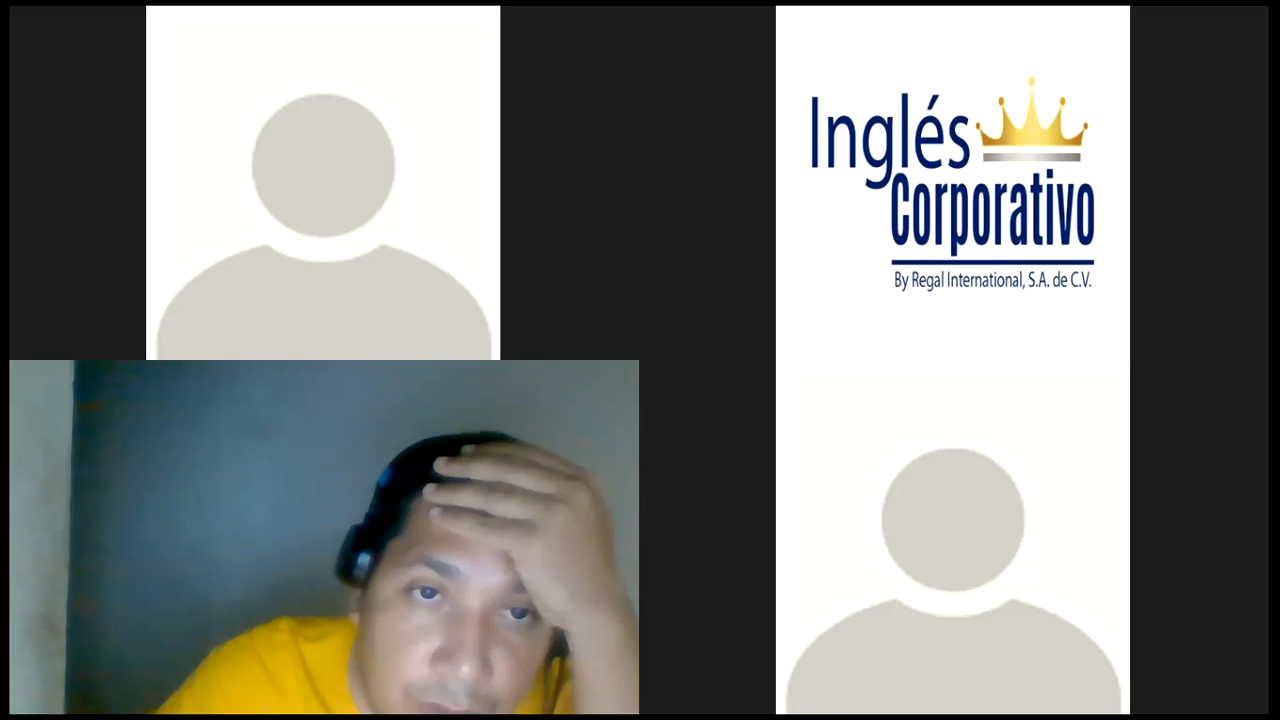 Inglés
Corporativo
By Regal International, S.A. de C.V.